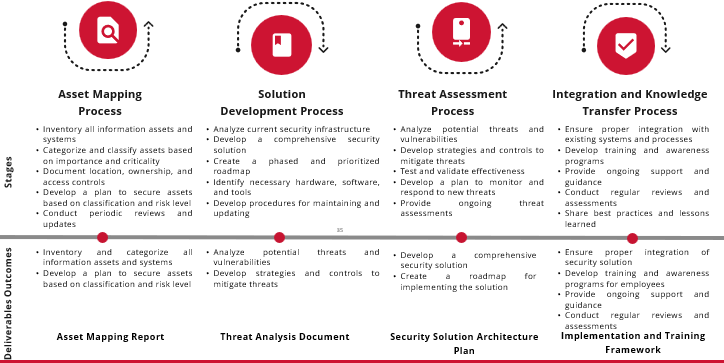 Asset Mapping
Process
• Inventory all information assets and
systems
• Categorize and classify assets based
on importance and criticality
• Document location, ownership, and
access controls
• Develop a plan to secure assets
based on classification and risk level
• Conduct periodic reviews and
updates
Solution
Development Process
• Analyze current security infrastructure
• Develop a comprehensive security
solution
• Create a phased and prioritized
roadmap
• Identify necessary hardware, software,
and tools
• Develop procedures for maintaining and
updating
Threat Assessment
Process
• Analyze potential threats and
vulnerabilities
• Develop strategies and controls to
mitigate threats
• Test and validate effectiveness
• Develop a plan to monitor and
respond to new threats
• Provide ongoing threat
assessments
Integration and Knowledge
Transfer Process
• Ensure proper integration with
existing systems and processes
• Develop training and awareness
programs
• Provide ongoing support and
guidance
• Conduct regular reviews and
assessments
• Share best practices and lessons
learned
Stages
35
Deliverables Outcomes
• Inventory and categorize all
information assets and systems
• Develop a plan to secure assets
based on classification and risk level
Asset Mapping Report
• Analyze potential threats and
vulnerabilities
• Develop strategies and controls to
mitigate threats
Threat Analysis Document
• Develop a comprehensive
security solution
• Create a roadmap for
implementing the solution
Security Solution Architecture
Plan
• Ensure proper integration of
security solution
• Develop training and awareness
programs for employees
• Provide ongoing support and
guidance
• Conduct regular reviews and
assessments
Implementation and Training
Framework